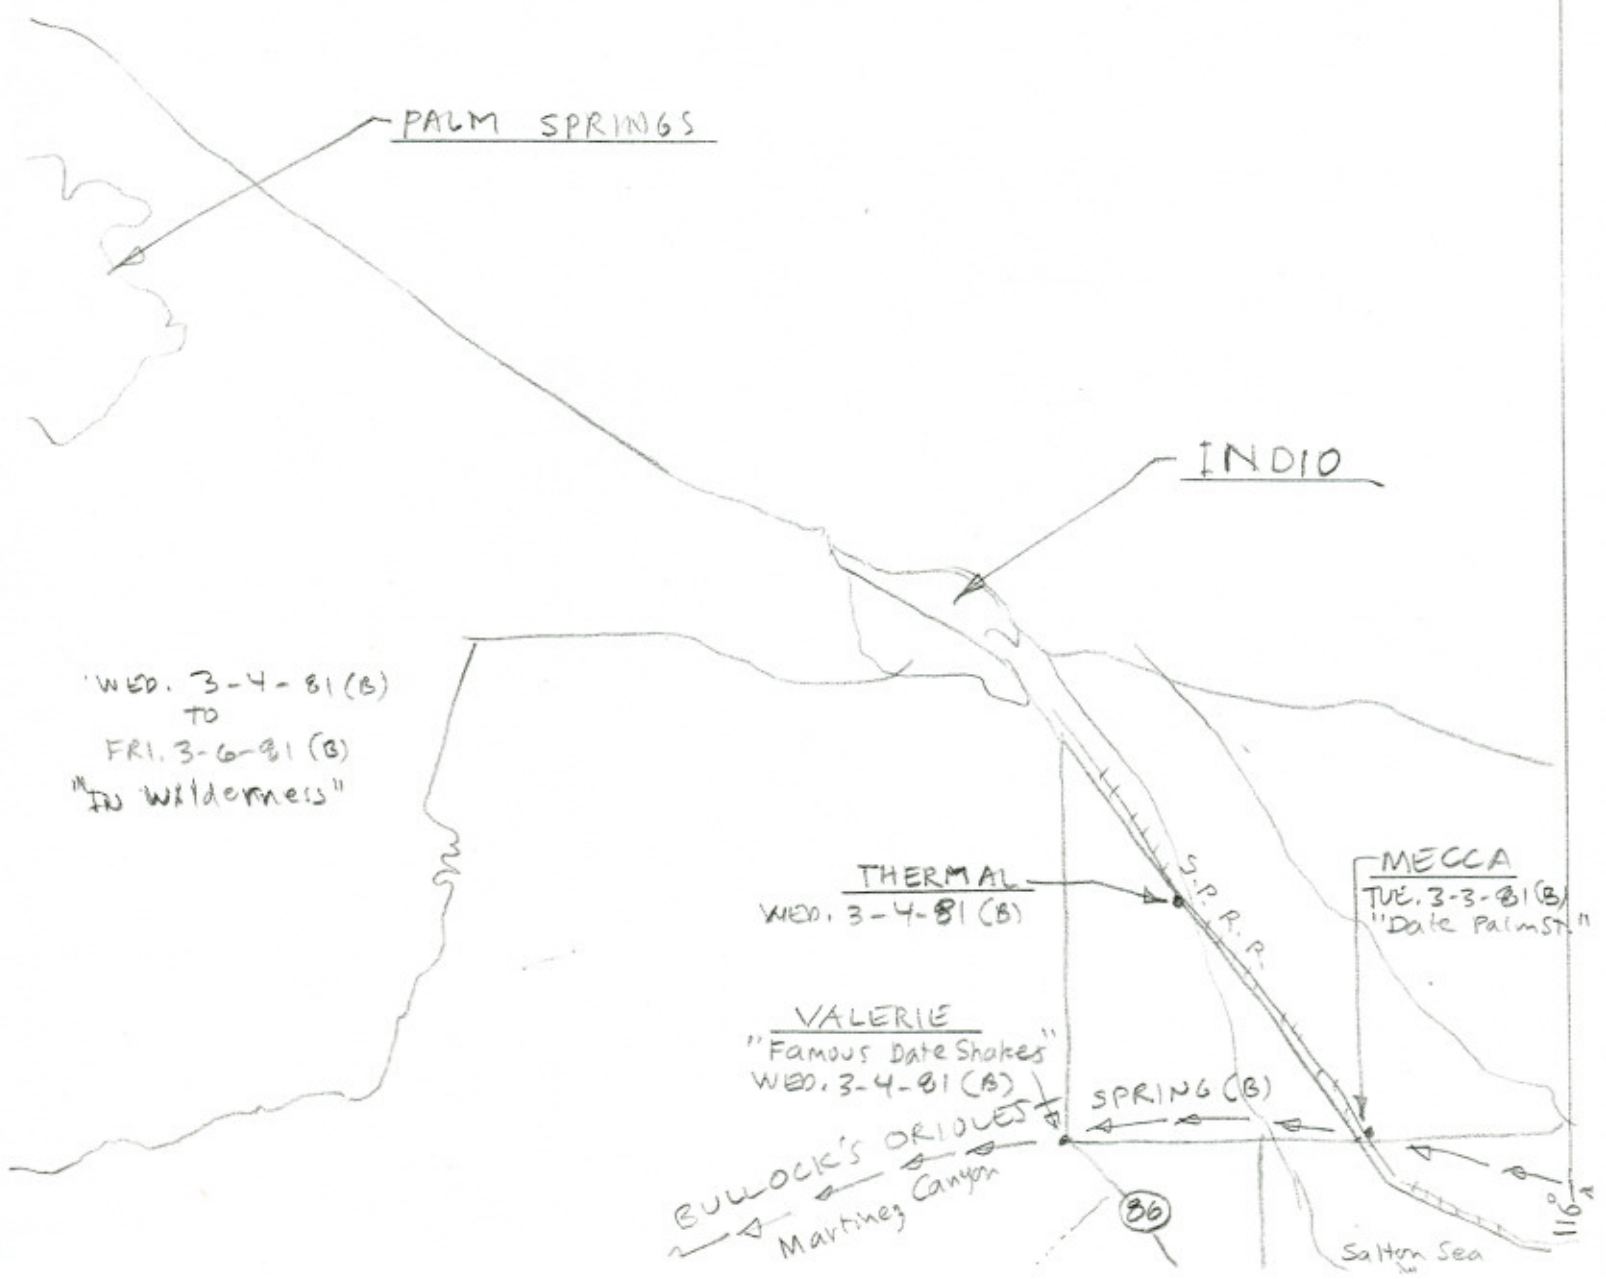 PALM SPRINGS
INDIO
WED. 3-4-81 (B)
TO
FRI. 3-6-81 (B)
"IN Wilderness"
THERMAL
WED. 3-4-81 (B)
S.P.R.R.
MECCA
TUE. 3-3-81 (B)
"Date Palm St."
VALERIE
"Famous Date Shakes"
WED. 3-4-81 (B)
SPRING (B)
BULLOCK'S ORIOLES
Martinez Canyon
86
Salton Sea
116°